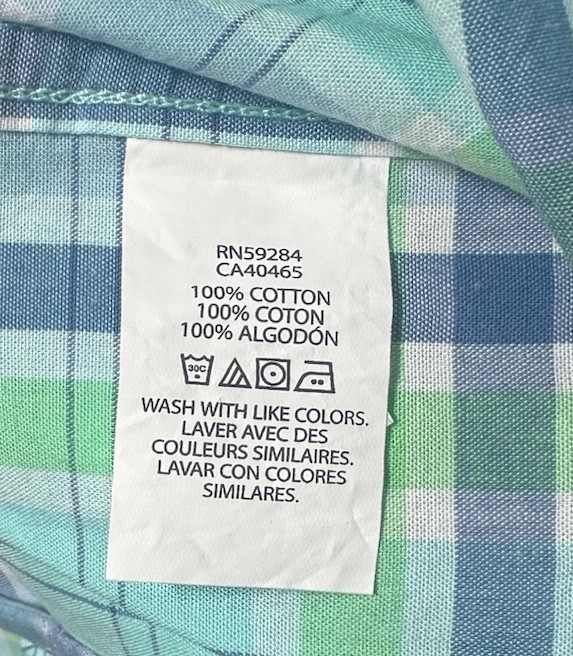 RN59284
CA40465
100% COTTON
100% COTON
100% ALGODÓN
30C
WASH WITH LIKE COLORS.
LAVER AVEC DES
COULEURS SIMILAIRES.
LAVAR CON COLORES
SIMILARES.